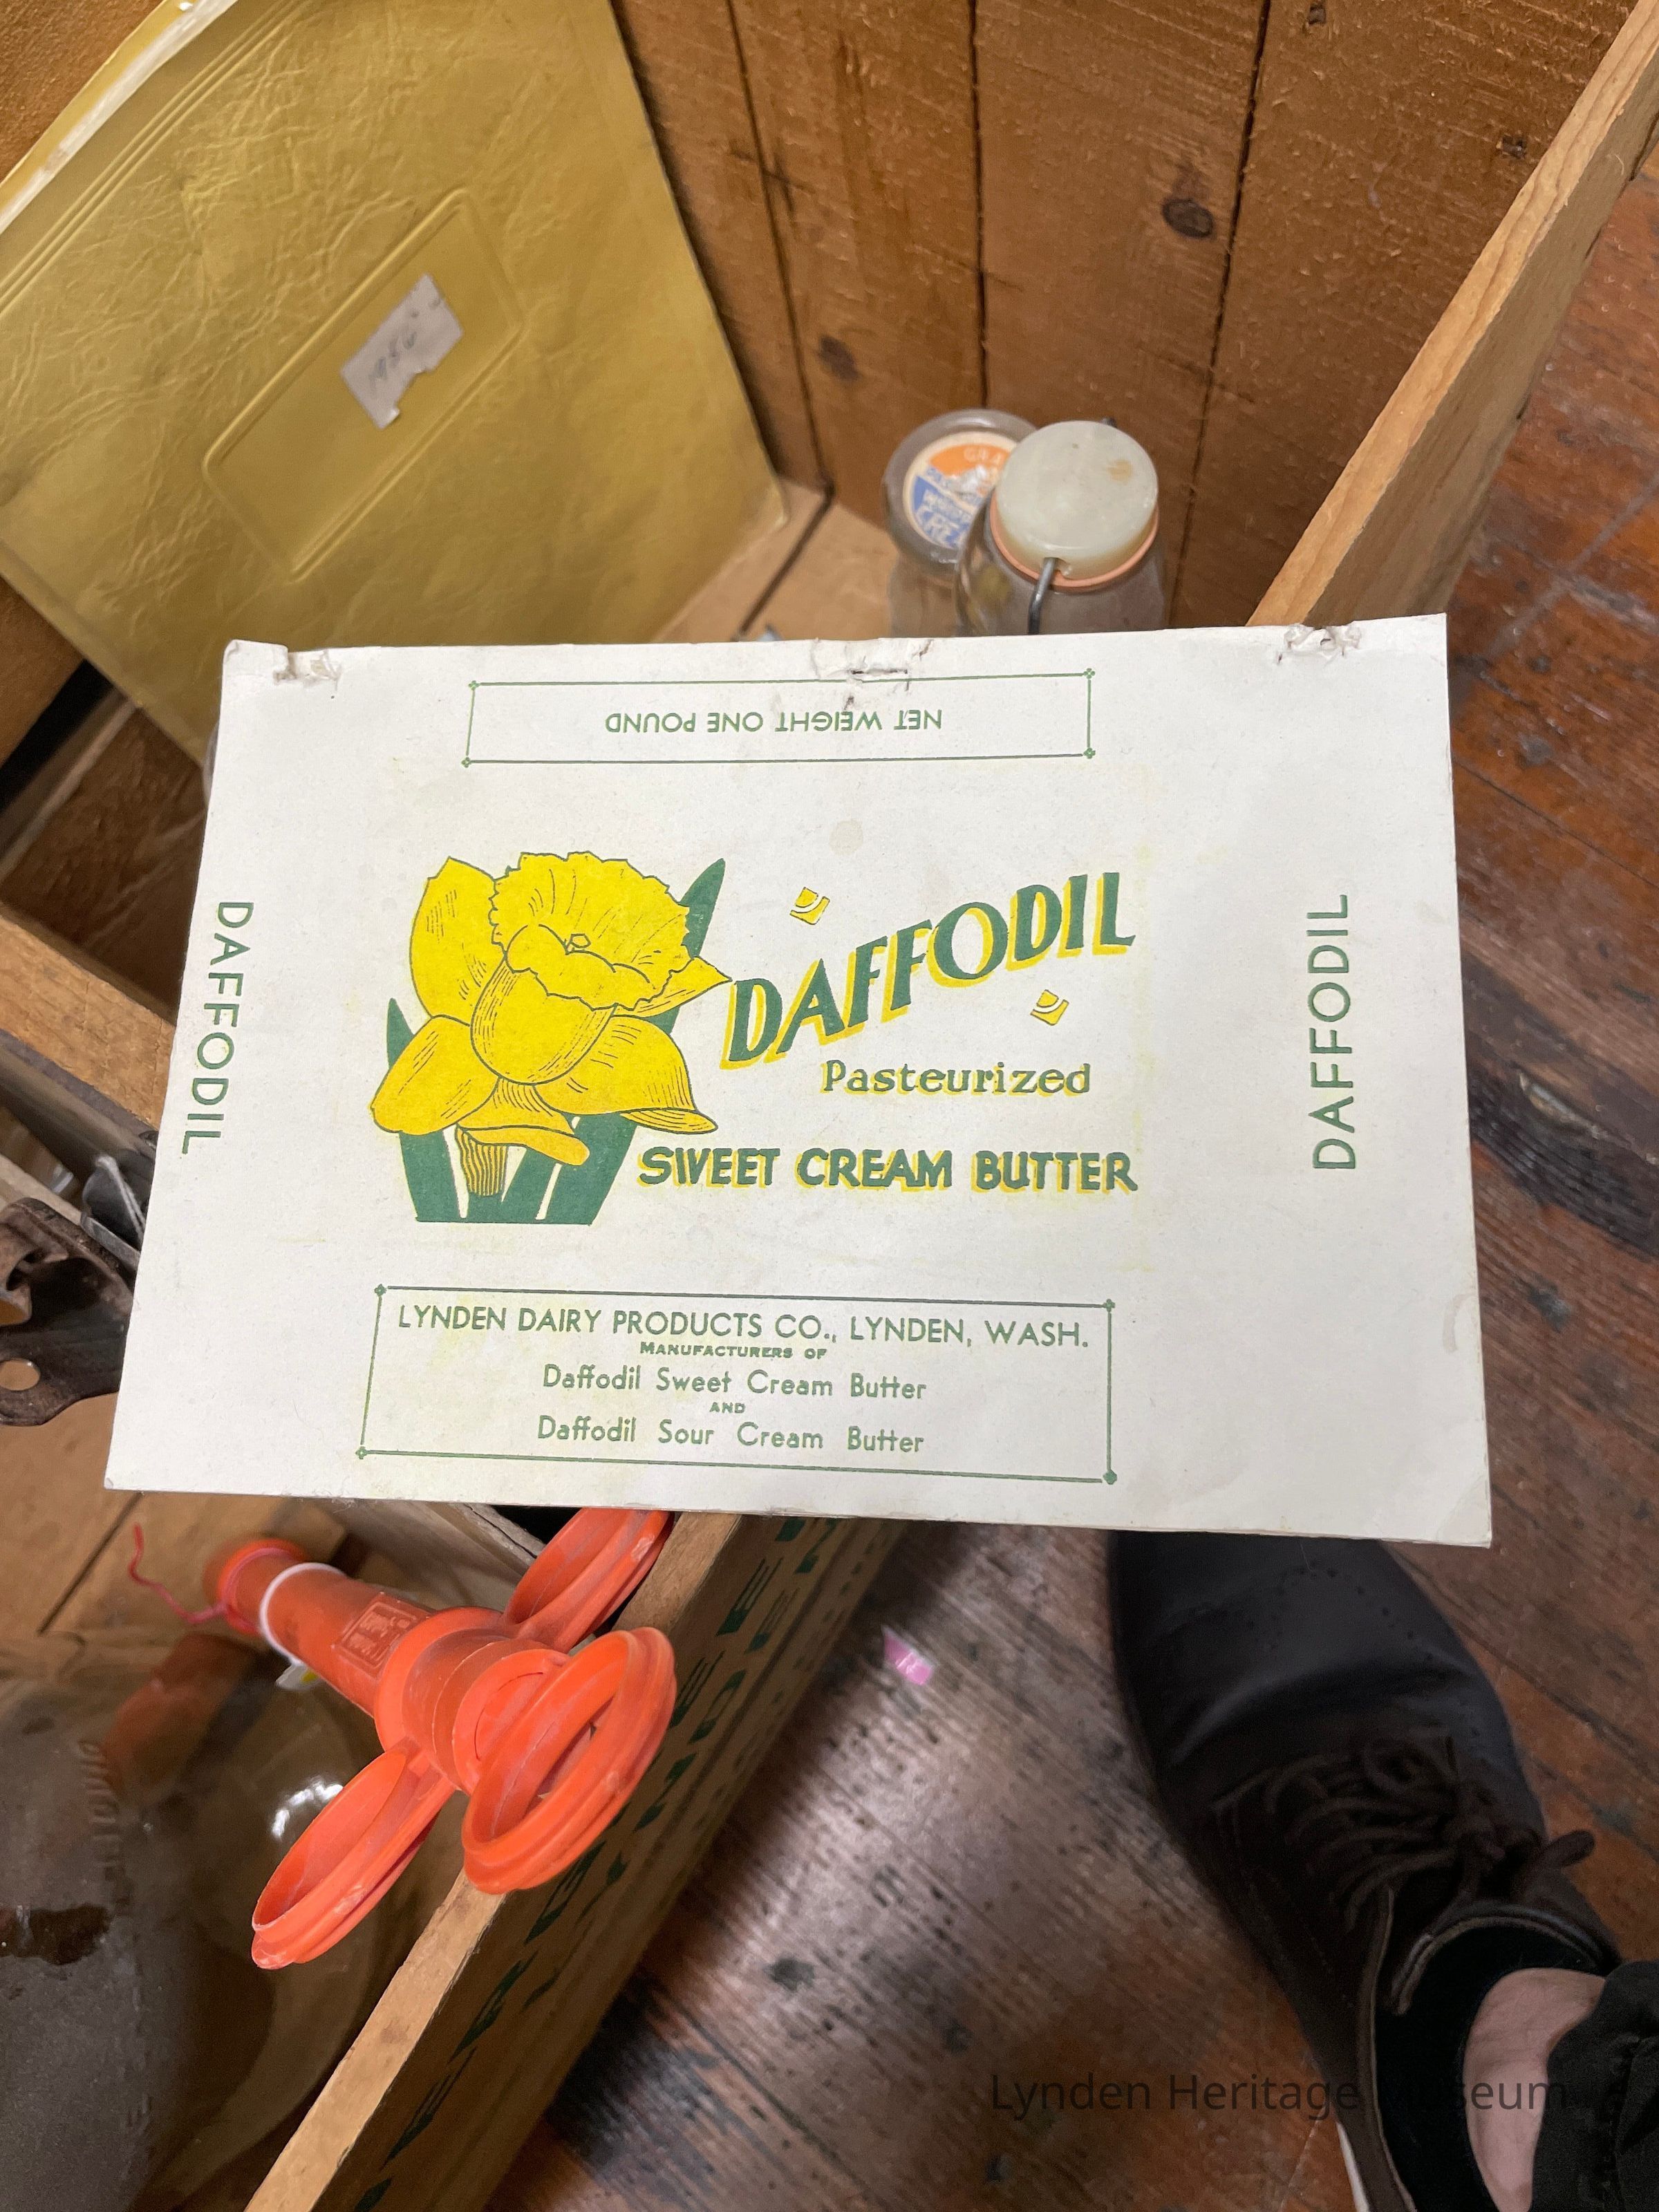 1956
NET WEIGHT ONE POUND
DAFFODIL
DAFFODIL
Pasteurized
SWEET CREAM BUTTER
DAFFODIL
LYNDEN DAIRY PRODUCTS CO., LYNDEN, WASH.
MANUFACTURERS OF
Daffodil Sweet Cream Butter
AND
Daffodil Sour Cream Butter
Lynden Heritage Museum